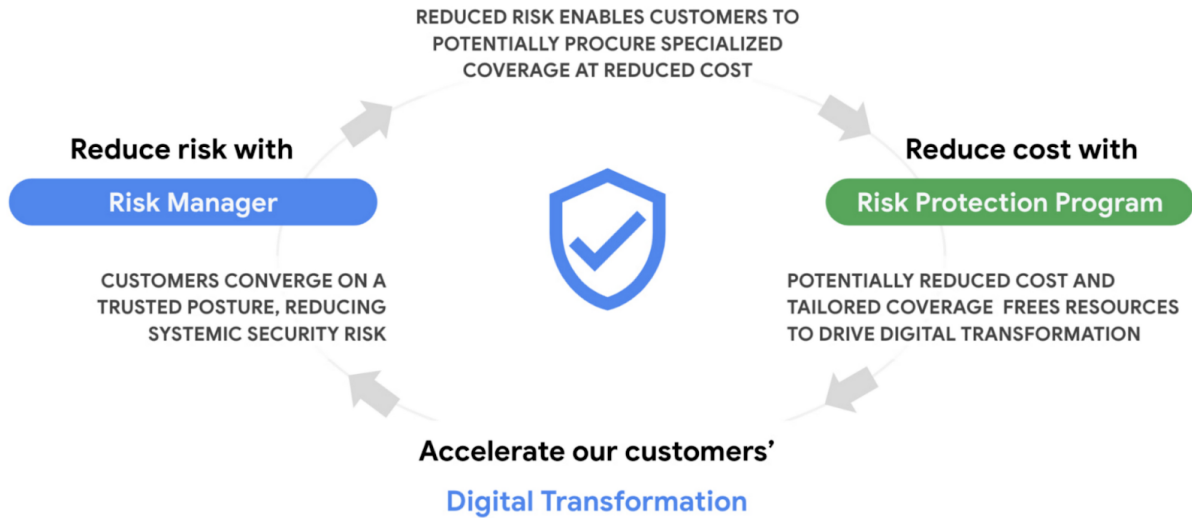 REDUCED RISK ENABLES CUSTOMERS TO
POTENTIALLY PROCURE SPECIALIZED
COVERAGE AT REDUCED COST
Reduce risk with
Risk Manager
CUSTOMERS CONVERGE ON A
TRUSTED POSTURE, REDUCING
SYSTEMIC SECURITY RISK
Reduce cost with
Risk Protection Program
POTENTIALLY REDUCED COST AND
TAILORED COVERAGE FREES RESOURCES
TO DRIVE DIGITAL TRANSFORMATION
Accelerate our customers’
Digital Transformation